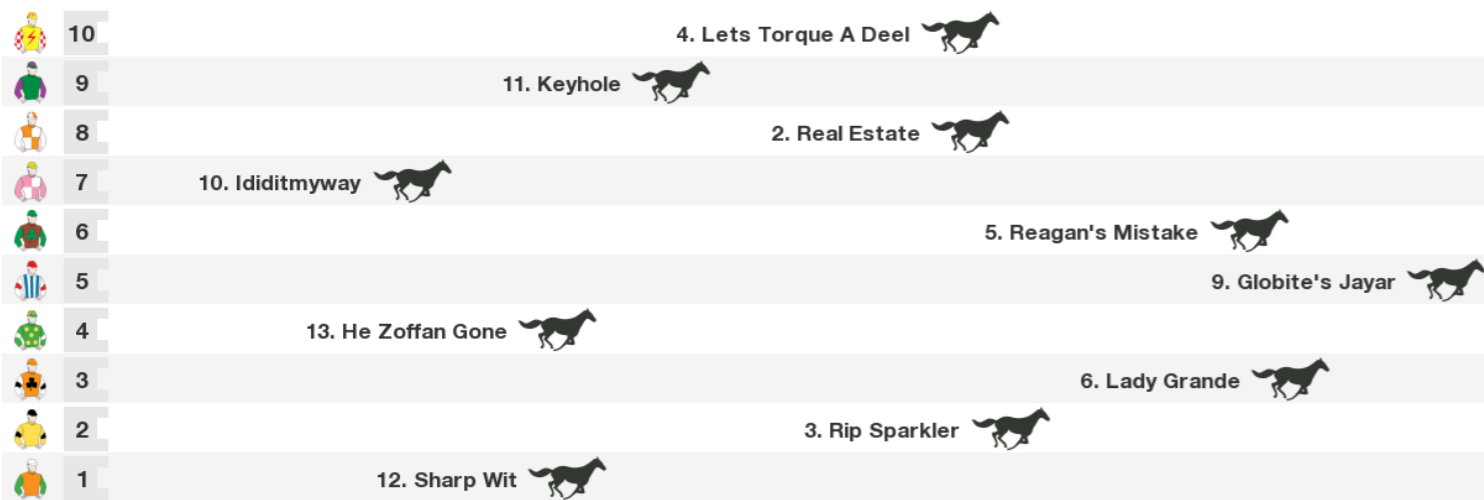 10 4. Lets Torque A Deel
9 11. Keyhole
8 2. Real Estate
7 10. Ididitmyway
6 5. Reagan's Mistake
5 9. Globite's Jayar
4 13. He Zoffan Gone
3 6. Lady Grande
2 3. Rip Sparkler
1 12. Sharp Wit